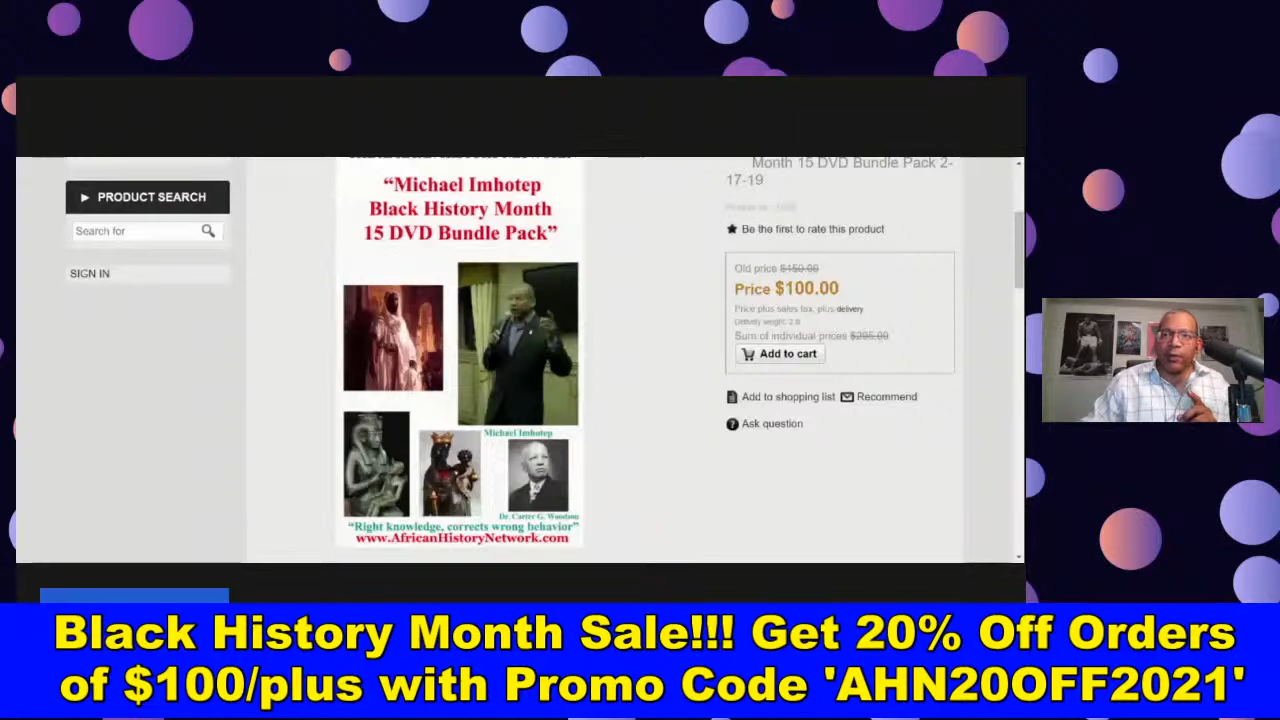 Month 15 DVD Bundle Pack 2-
17-19
PRODUCT SEARCH
Search for
SIGN IN
“Michael Imhotep
Black History Month
15 DVD Bundle Pack”
Michael Imhotep
Dr. Carter G. Woodson
“Right knowledge, corrects wrong behavior”
www.AfricanHistoryNetwork.com
Be the first to rate this product
Old price $150.00
Price $100.00
Price plus sales tax, plus delivery
Delivery weight: 2 lb
Sum of individual prices $295.00
Add to cart
Add to shopping list Recommend
Ask question
Black History Month Sale!!! Get 20% Off Orders
of $100/plus with Promo Code 'AHN20OFF2021'